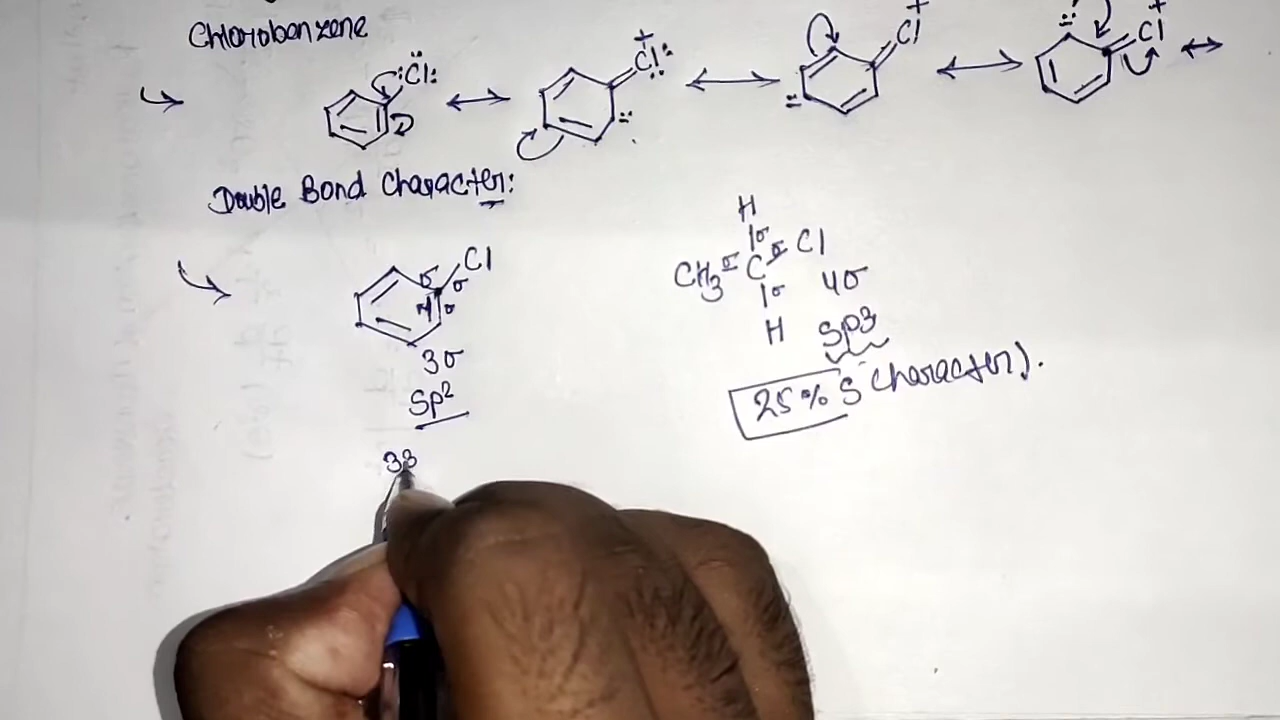 Chlorobenzene
:C̈l: ↔ +Cl:: ↔ +Cl ↔ +Cl ↔
Double Bond Character:
Cl
σ σ
σ
3σ
Sp²
33
H
1σ
CH3 σ C σ Cl
1σ 4σ
H Sp3
25% S Character).